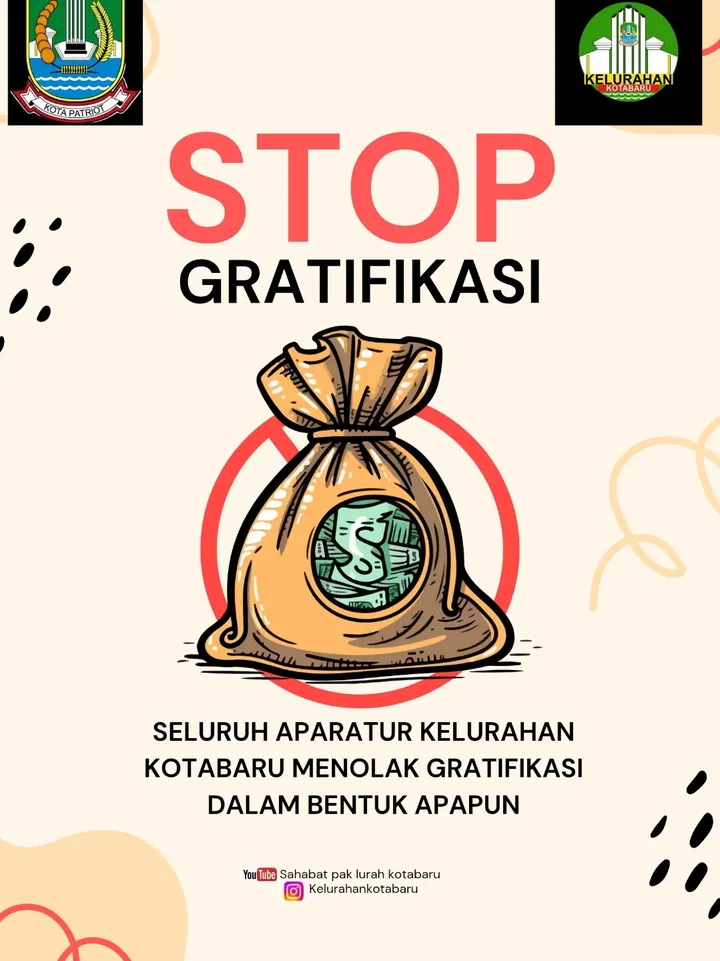 KOTA PATRIOT
KELURAHAN
KOTABARU
STOP
GRATIFIKASI
SELURUH APARATUR KELURAHAN
KOTABARU MENOLAK GRATIFIKASI
DALAM BENTUK APAPUN
YouTube Sahabat pak lurah kotabaru
Kelurahankotabaru